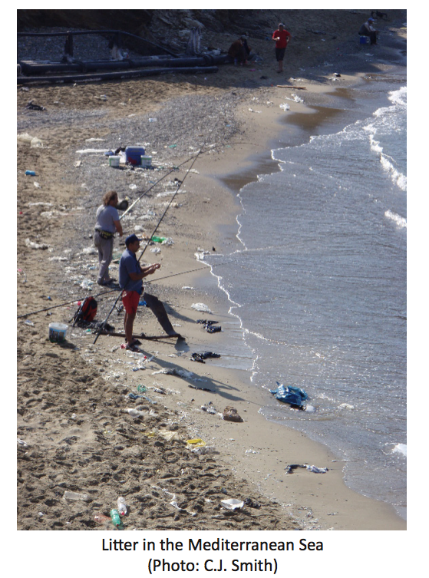 Litter in the Mediterranean Sea
(Photo: C.J. Smith)